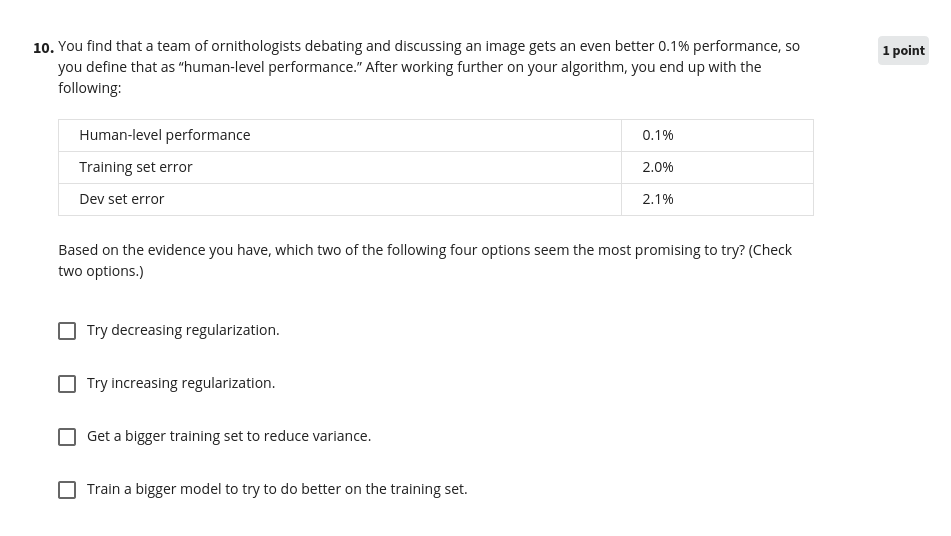 10. You find that a team of ornithologists debating and discussing an image gets an even better 0.1% performance, so
1 point
you define that as “human-level performance.” After working further on your algorithm, you end up with the
following:
Human-level performance 0.1%
Training set error 2.0%
Dev set error 2.1%
Based on the evidence you have, which two of the following four options seem the most promising to try? (Check
two options.)
Try decreasing regularization.
Try increasing regularization.
Get a bigger training set to reduce variance.
Train a bigger model to try to do better on the training set.